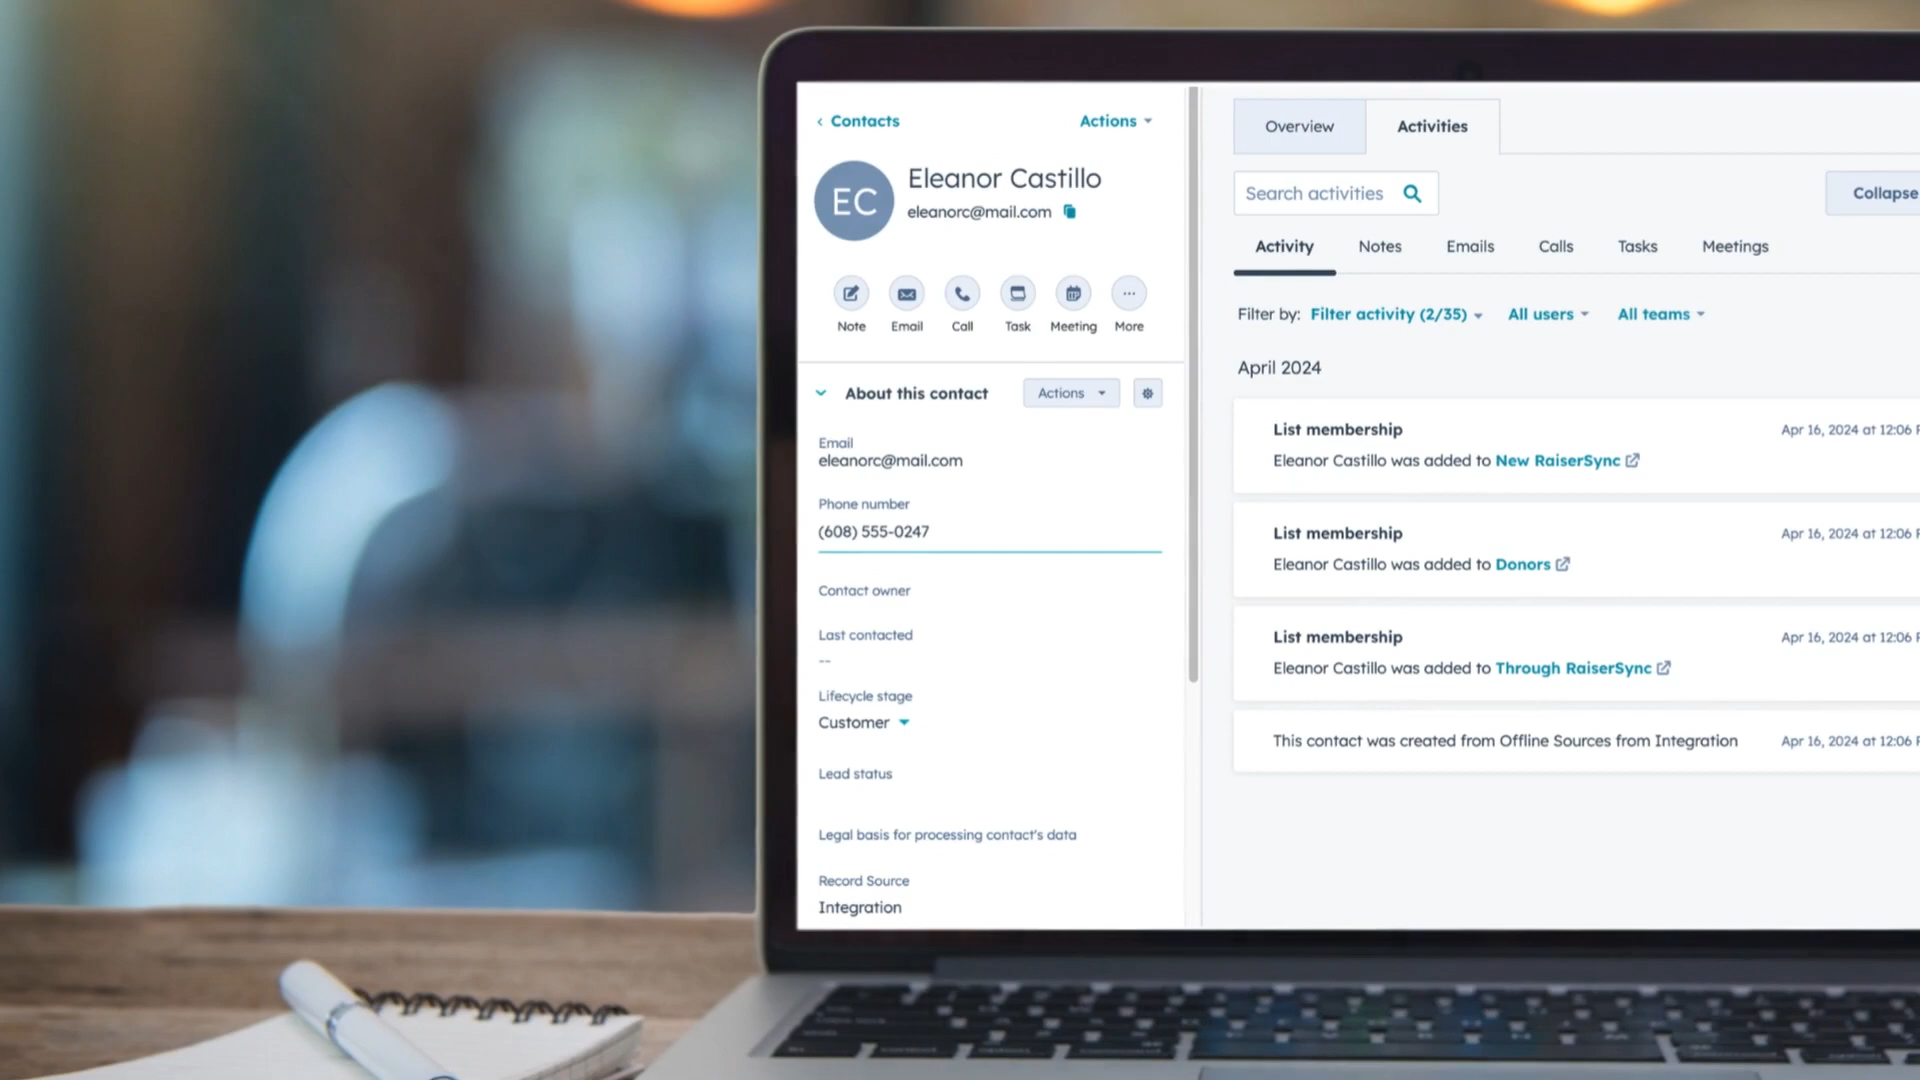 Contacts
Actions
EC
Eleanor Castillo
eleanorc@mail.com
Note
Email
Call
Task
Meeting
More
About this contact
Actions
Email
eleanorc@mail.com
Phone number
(608) 555-0247
Contact owner
Last contacted
--
Lifecycle stage
Customer
Lead status
Legal basis for processing contact's data
Record Source
Integration
Overview
Activities
Search activities
Collapse
Activity
Notes
Emails
Calls
Tasks
Meetings
Filter by: Filter activity (2/35) All users All teams
April 2024
List membership
Apr 16, 2024 at 12:06 P
Eleanor Castillo was added to New RaiserSync
List membership
Apr 16, 2024 at 12:06 P
Eleanor Castillo was added to Donors
List membership
Apr 16, 2024 at 12:06 P
Eleanor Castillo was added to Through RaiserSync
This contact was created from Offline Sources from Integration
Apr 16, 2024 at 12:06 P